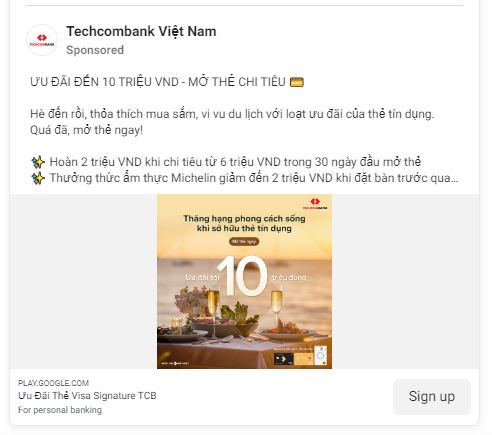 Techcombank Việt Nam
Sponsored
ƯU ĐÃI ĐẾN 10 TRIỆU VND - MỞ THẺ CHI TIÊU
Hè đến rồi, thỏa thích mua sắm, vi vu du lịch với loạt ưu đãi của thẻ tín dụng.
Quá đã, mở thẻ ngay!
Hoàn 2 triệu VND khi chi tiêu từ 6 triệu VND trong 30 ngày đầu mở thẻ
Thưởng thức ẩm thực Michelin giảm đến 2 triệu VND khi đặt bàn trước qua...
TECHCOMBANK
Thăng hạng phong cách sống
khi sở hữu thẻ tín dụng
Mở thẻ ngay
Ưu đãi tới 10 triệu đồng
PLAY.GOOGLE.COM
Ưu Đãi Thẻ Visa Signature TCB
For personal banking
Sign up